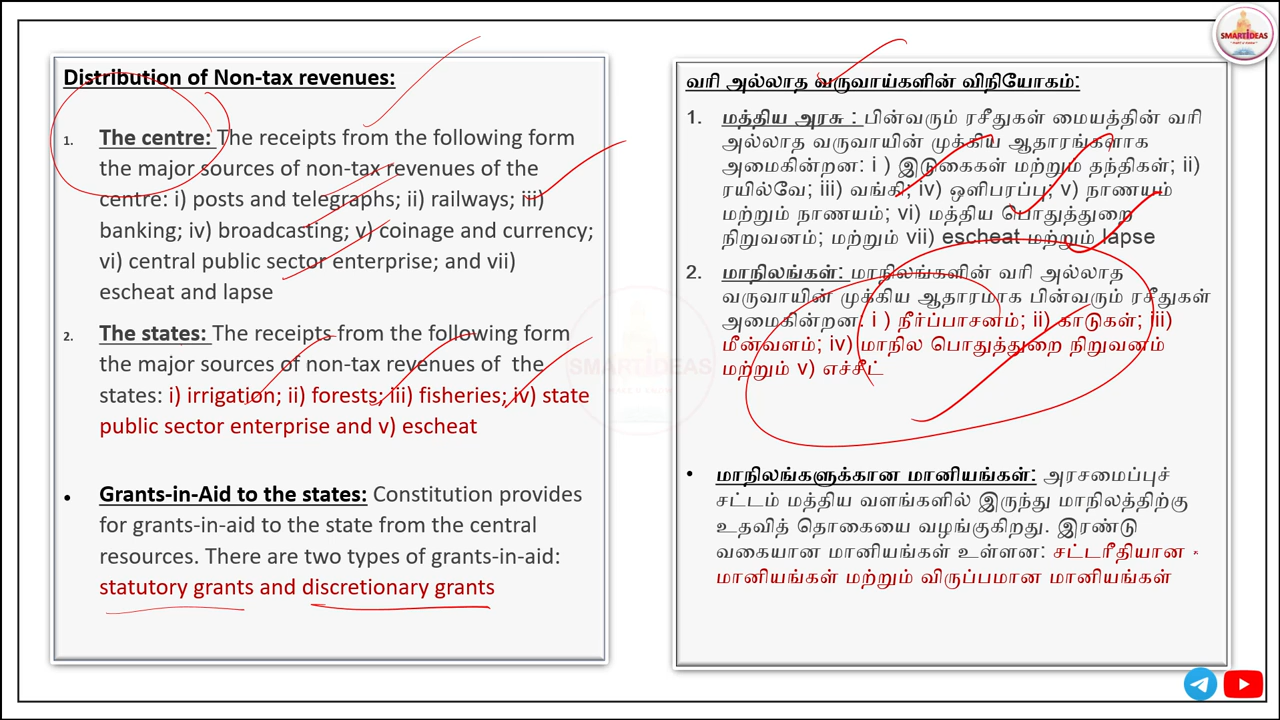 SMARTIDEAS
Distribution of Non-tax revenues:
1. The centre: The receipts from the following form
the major sources of non-tax revenues of the
centre: i) posts and telegraphs; ii) railways; iii)
banking; iv) broadcasting; v) coinage and currency;
vi) central public sector enterprise; and vii)
escheat and lapse
2. The states: The receipts from the following form
the major sources of non-tax revenues of the
states: i) irrigation; ii) forests; iii) fisheries; iv) state
public sector enterprise and v) escheat
• Grants-in-Aid to the states: Constitution provides
for grants-in-aid to the state from the central
resources. There are two types of grants-in-aid:
statutory grants and discretionary grants
வரி அல்லாத வருவாய்களின் விநியோகம்:
1. மத்திய அரசு : பின்வரும் ரசீதுகள் மையத்தின் வரி
அல்லாத வருவாயின் முக்கிய ஆதாரங்களாக
அமைகின்றன: i ) இடுகைகள் மற்றும் தந்திகள்; ii)
ரயில்வே; iii) வங்கி; iv) ஒளிபரப்பு; v) நாணயம்
மற்றும் நாணயம்; vi) மத்திய பொதுத்துறை
நிறுவனம்; மற்றும் vii) escheat மற்றும் lapse
2. மாநிலங்கள்: மாநிலங்களின் வரி அல்லாத
வருவாயின் முக்கிய ஆதாரமாக பின்வரும் ரசீதுகள்
அமைகின்றன: i ) நீர்ப்பாசனம்; ii) காடுகள்; iii)
மீன்வளம்; iv) மாநில பொதுத்துறை நிறுவனம்
மற்றும் v) எச்சீட்
• மாநிலங்களுக்கான மானியங்கள்: அரசமைப்புச்
சட்டம் மத்திய வளங்களில் இருந்து மாநிலத்திற்கு
உதவித் தொகையை வழங்குகிறது. இரண்டு
வகையான மானியங்கள் உள்ளன: சட்டரீதியான
மானியங்கள் மற்றும் விருப்பமான மானியங்கள்
SMARTIDEAS